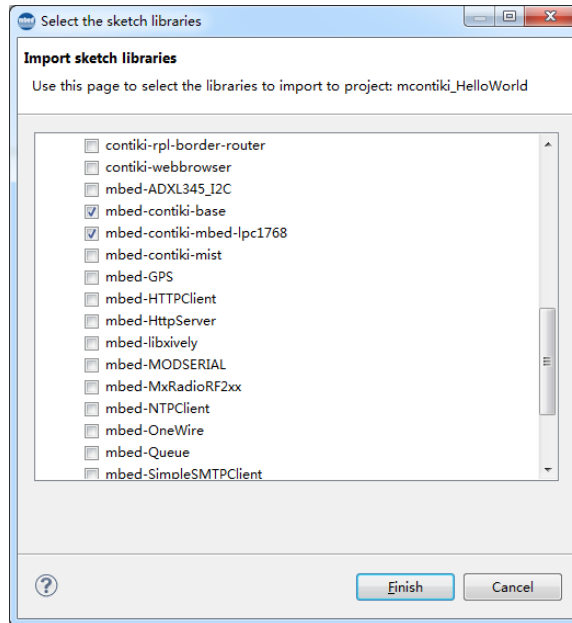 mbed Select the sketch libraries
Import sketch libraries
Use this page to select the libraries to import to project: mcontiki_HelloWorld
contiki-rpl-border-router
contiki-webbrowser
mbed-ADXL345_I2C
mbed-contiki-base
mbed-contiki-mbed-lpc1768
mbed-contiki-mist
mbed-GPS
mbed-HTTPClient
mbed-HttpServer
mbed-libxively
mbed-MODSERIAL
mbed-MxRadioRF2xx
mbed-NTPClient
mbed-OneWire
mbed-Queue
mbed-SimpleSMTPClient
? Finish Cancel